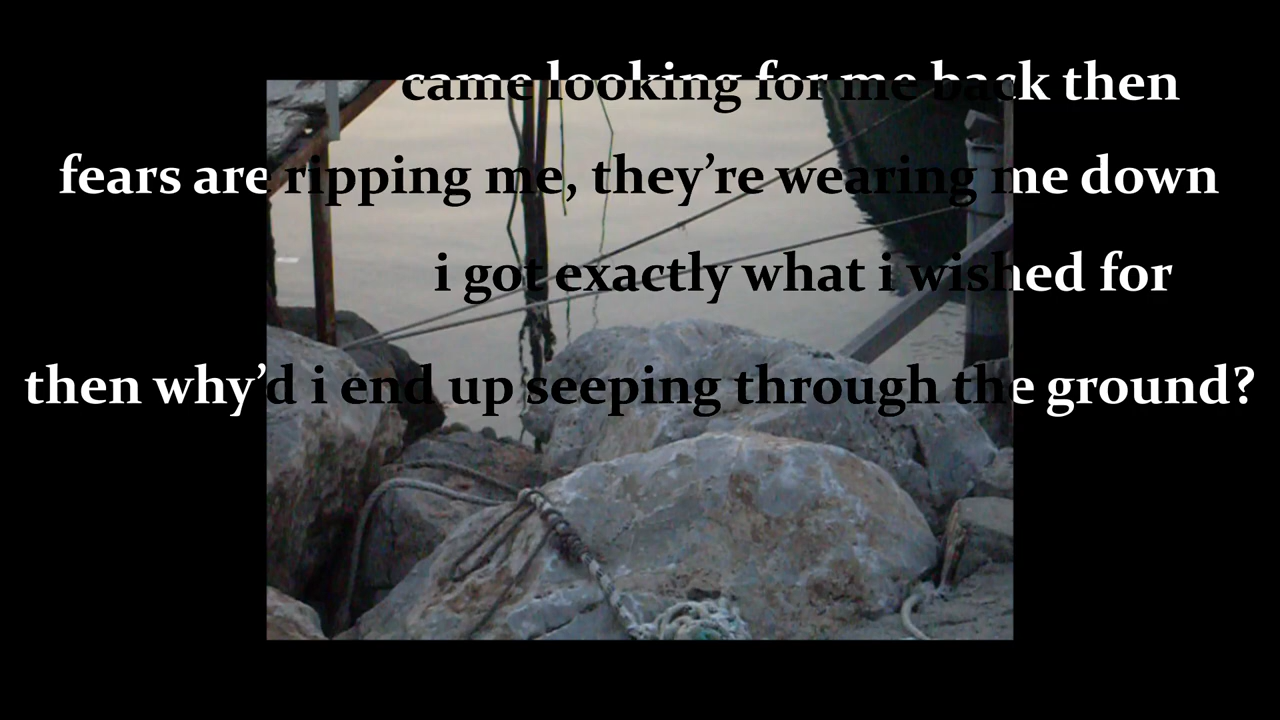 came looking for me back then
fears are ripping me, they’re wearing me down
i got exactly what i wished for
then why’d i end up seeping through the ground?